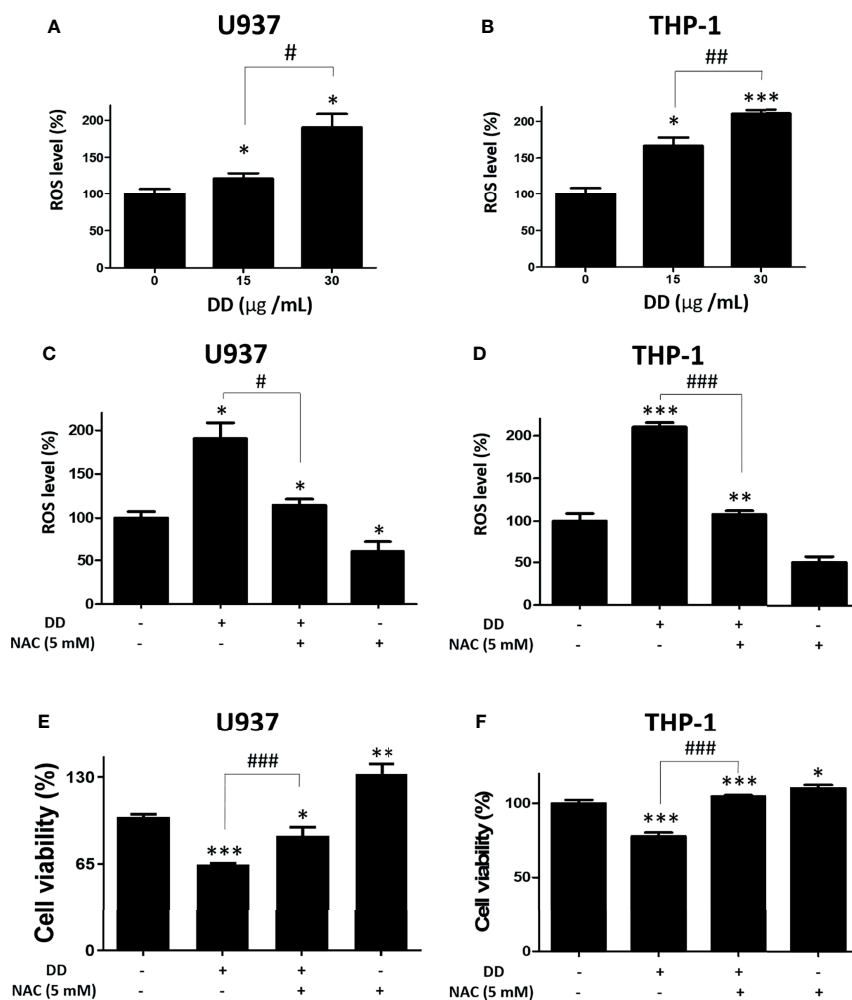 A
U937
#
*
*
200
150
100
50
0
ROS level (%)
0 15 30
DD (µg /mL)
B
THP-1
##
***
*
200
150
100
50
0
ROS level (%)
0 15 30
DD (µg /mL)
C
U937
#
*
*
*
200
150
100
50
0
ROS level (%)
DD - + + -
NAC (5 mM) - - + +
D
THP-1
###
***
**
200
150
100
50
0
ROS level (%)
DD - + + -
NAC (5 mM) - - + +
E
U937
###
**
*
***
130
65
0
Cell viability (%)
DD - + + -
NAC (5 mM) - - + +
F
THP-1
###
*
***
***
100
50
0
Cell viability (%)
DD - + + -
NAC (5 mM) - - + +